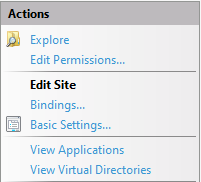 Actions
Explore
Edit Permissions...
Edit Site
Bindings...
Basic Settings...
View Applications
View Virtual Directories